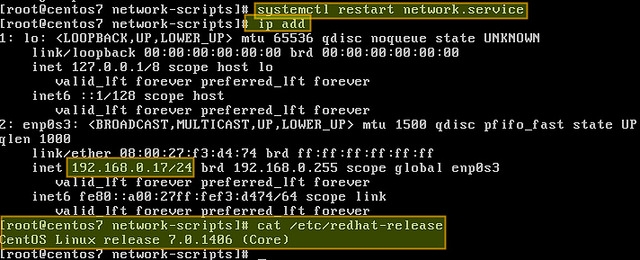 [root@centos7 network-scripts]# systemctl restart network.service
[root@centos7 network-scripts]# ip add
1: lo: <LOOPBACK,UP,LOWER_UP> mtu 65536 qdisc noqueue state UNKNOWN
link/loopback 00:00:00:00:00:00 brd 00:00:00:00:00:00
inet 127.0.0.1/8 scope host lo
valid_lft forever preferred_lft forever
inet6 ::1/128 scope host
valid_lft forever preferred_lft forever
2: enp0s3: <BROADCAST,MULTICAST,UP,LOWER_UP> mtu 1500 qdisc pfifo_fast state UP
qlen 1000
link/ether 08:00:27:f3:d4:74 brd ff:ff:ff:ff:ff:ff
inet 192.168.0.17/24 brd 192.168.0.255 scope global enp0s3
valid_lft forever preferred_lft forever
inet6 fe80::a00:27ff:fef3:d474/64 scope link
valid_lft forever preferred_lft forever
[root@centos7 network-scripts]# cat /etc/redhat-release
CentOS Linux release 7.0.1406 (Core)
[root@centos7 network-scripts]# _